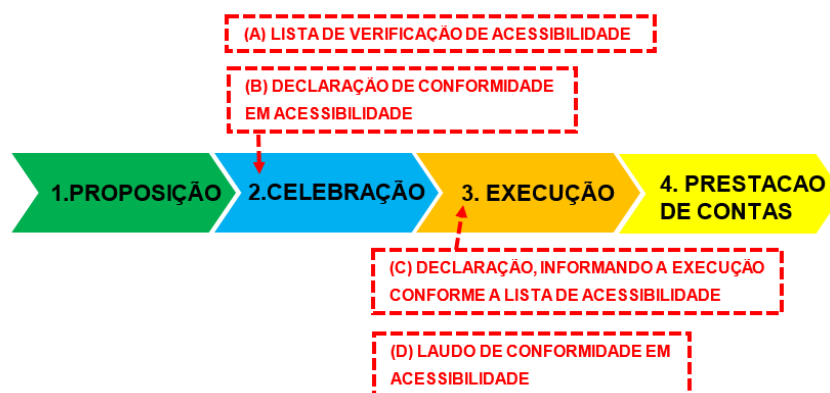 (A) LISTA DE VERIFICAÇÃO DE ACESSIBILIDADE
(B) DECLARAÇÃO DE CONFORMIDADE
EM ACESSIBILIDADE
1.PROPOSIÇÃO
2.CELEBRAÇÃO
3. EXECUÇÃO
4. PRESTACAO
DE CONTAS
(C) DECLARAÇÃO, INFORMANDO A EXECUÇÃO
CONFORME A LISTA DE ACESSIBILIDADE
(D) LAUDO DE CONFORMIDADE EM
ACESSIBILIDADE